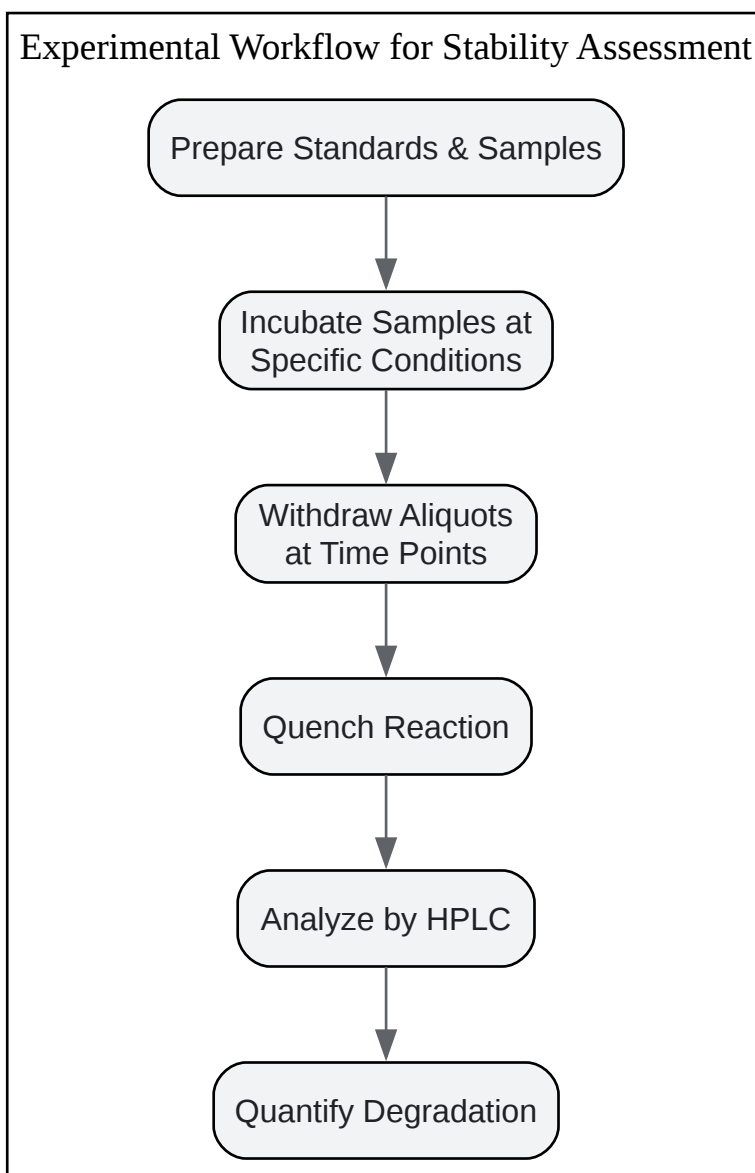 Experimental Workflow for Stability Assessment
Prepare Standards & Samples
Incubate Samples at
Specific Conditions
Withdraw Aliquots
at Time Points
Quench Reaction
Analyze by HPLC
Quantify Degradation